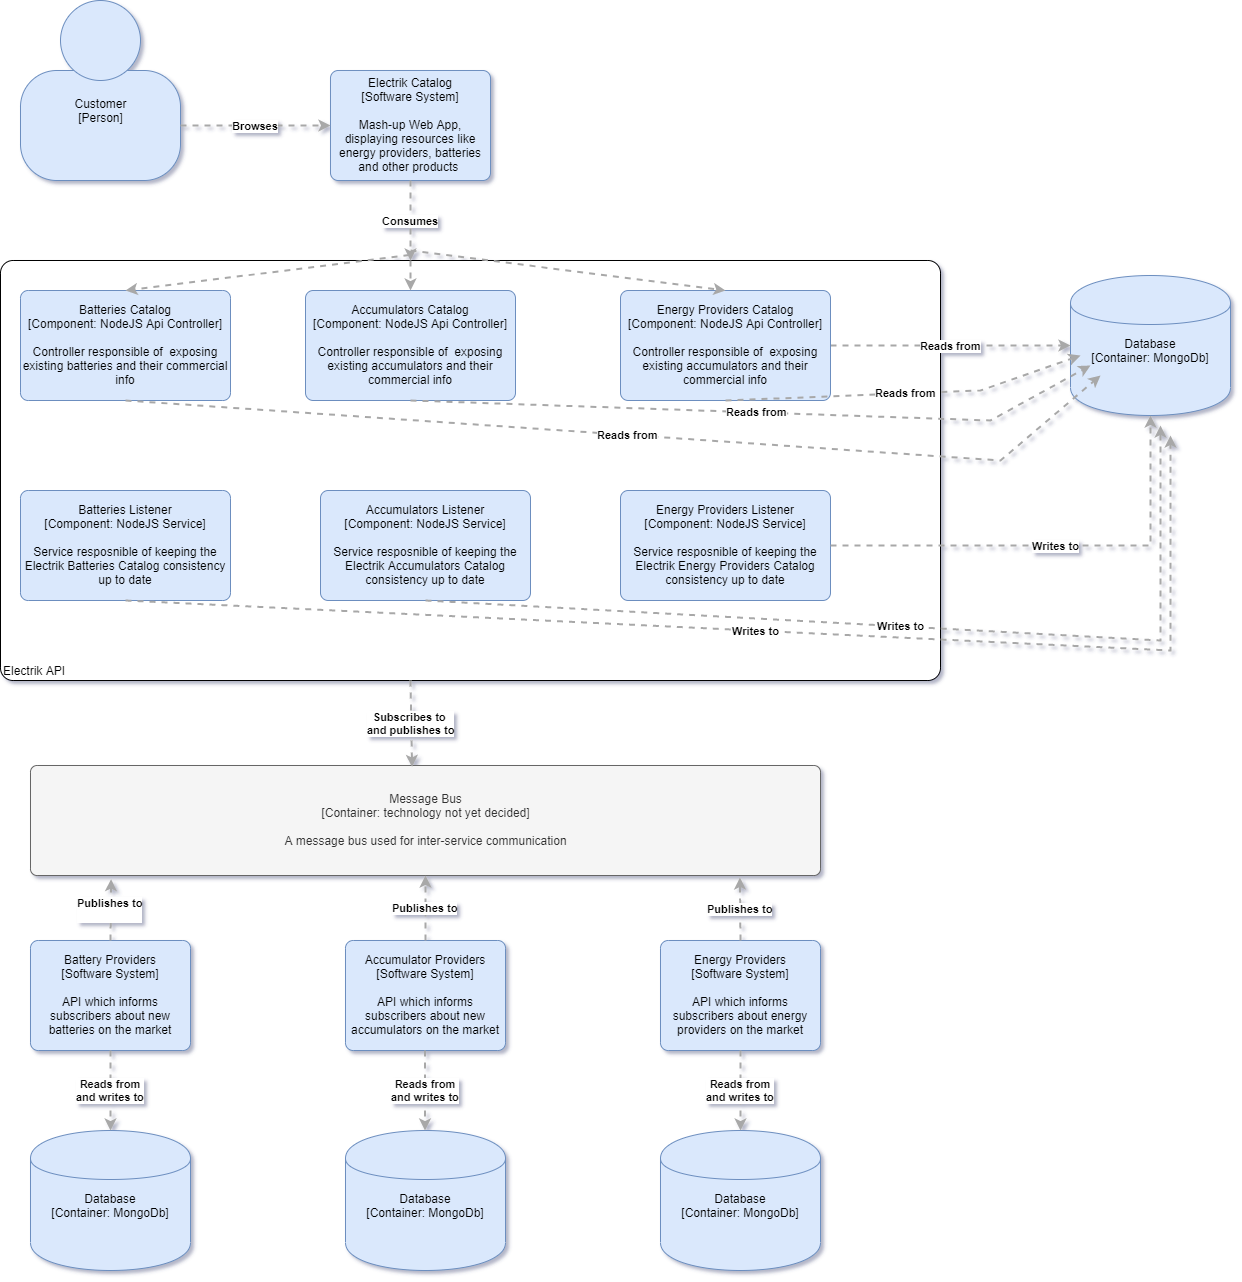 Customer
[Person]
Browses
Electrik Catalog
[Software System]
Mash-up Web App,
displaying resources like
energy providers, batteries
and other products
Consumes
Batteries Catalog
[Component: NodeJS Api Controller]
Controller responsible of  exposing
existing batteries and their commercial
info
Accumulators Catalog
[Component: NodeJS Api Controller]
Controller responsible of  exposing
existing accumulators and their
commercial info
Energy Providers Catalog
[Component: NodeJS Api Controller]
Controller responsible of  exposing
existing accumulators and their
commercial info
Reads from
Reads from
Reads from
Reads from
Database
[Container: MongoDb]
Batteries Listener
[Component: NodeJS Service]
Service resposnible of keeping the
Electrik Batteries Catalog consistency
up to date
Accumulators Listener
[Component: NodeJS Service]
Service resposnible of keeping the
Electrik Accumulators Catalog
consistency up to date
Energy Providers Listener
[Component: NodeJS Service]
Service resposnible of keeping the
Electrik Energy Providers Catalog
consistency up to date
Writes to
Writes to
Writes to
Electrik API
Subscribes to
and publishes to
Message Bus
[Container: technology not yet decided]
A message bus used for inter-service communication
Publishes to
Publishes to
Publishes to
Battery Providers
[Software System]
API which informs
subscribers about new
batteries on the market
Accumulator Providers
[Software System]
API which informs
subscribers about new
accumulators on the market
Energy Providers
[Software System]
API which informs
subscribers about energy
providers on the market
Reads from
and writes to
Reads from
and writes to
Reads from
and writes to
Database
[Container: MongoDb]
Database
[Container: MongoDb]
Database
[Container: MongoDb]